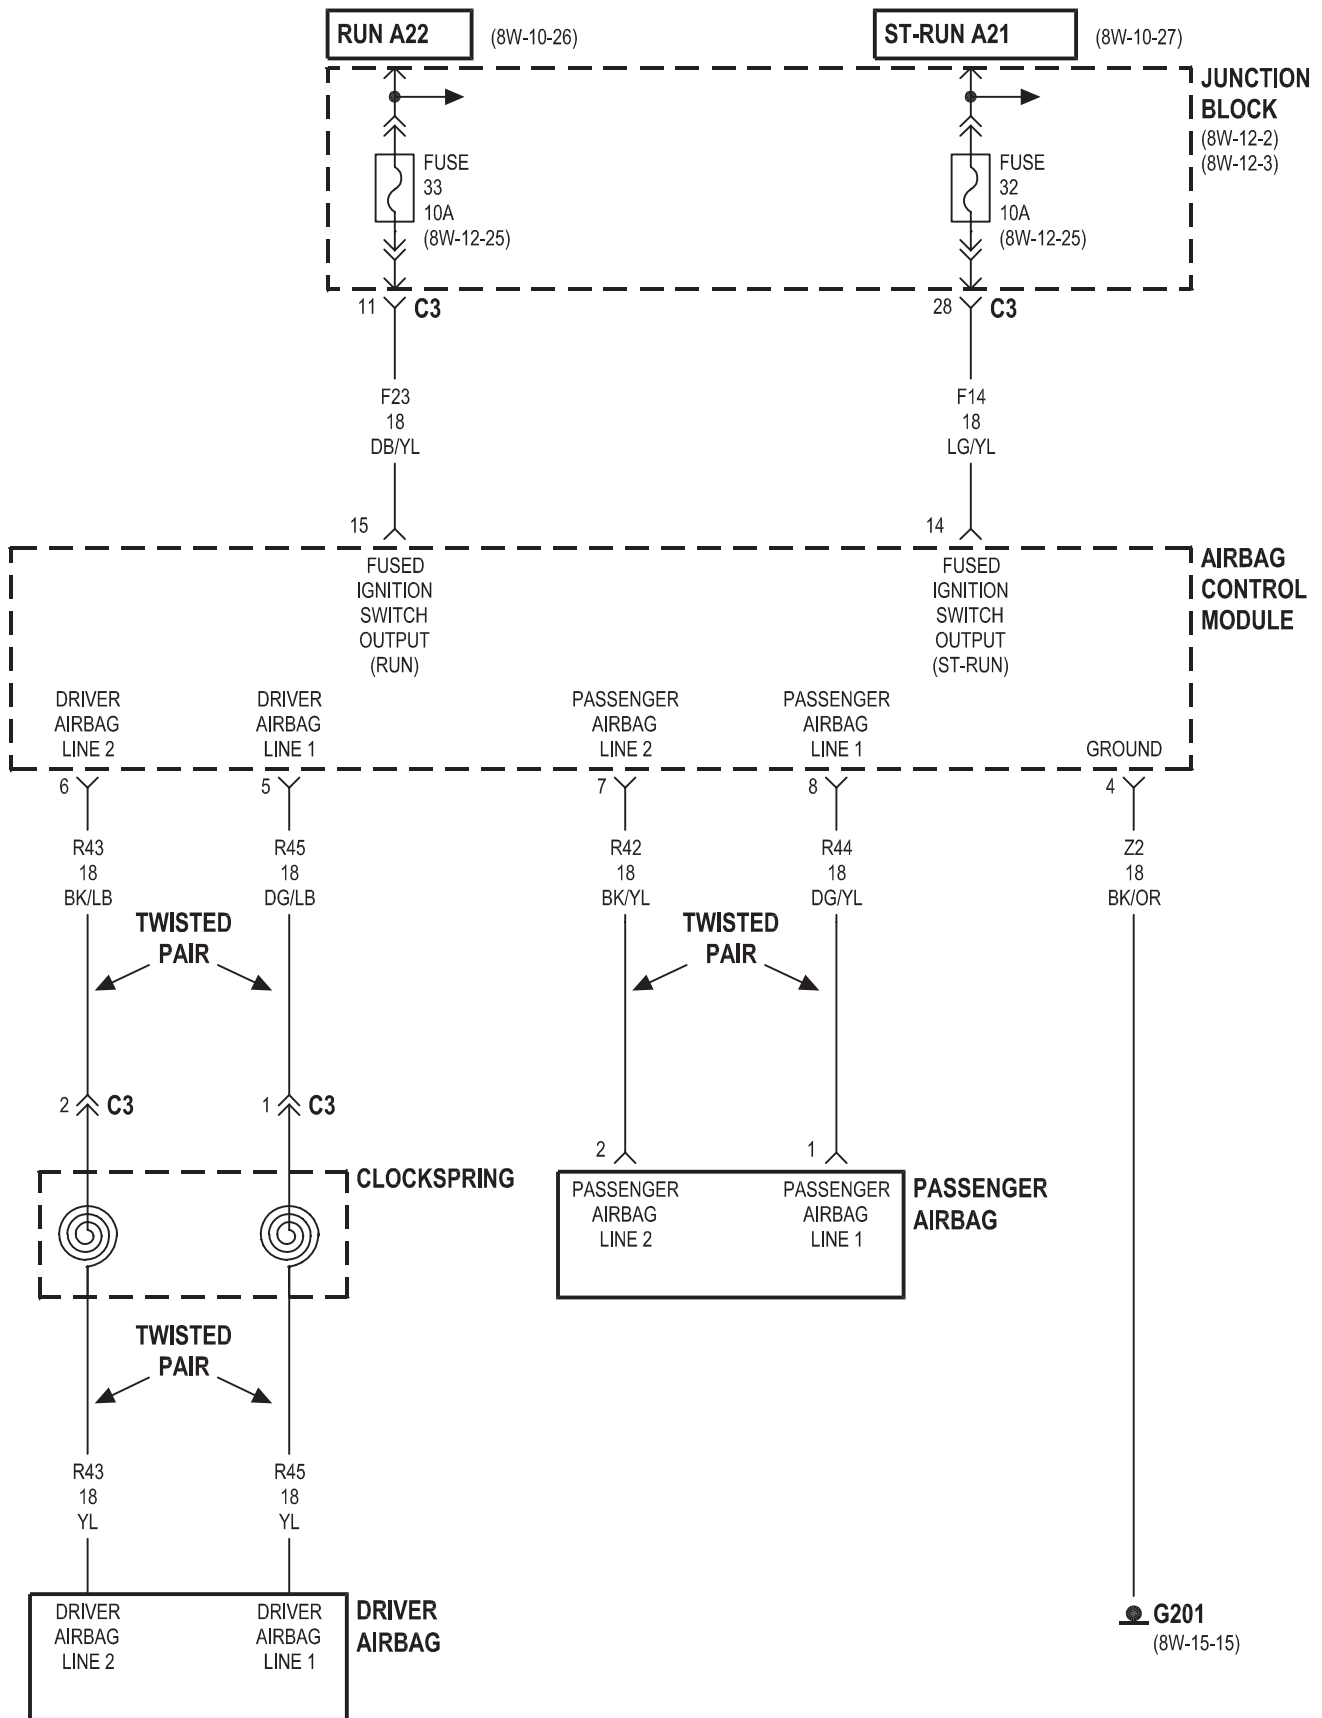 RUN A22
(8W-10-26)
ST-RUN A21
(8W-10-27)
JUNCTION
BLOCK
(8W-12-2)
(8W-12-3)
FUSE
33
10A
(8W-12-25)
FUSE
32
10A
(8W-12-25)
11
C3
28
C3
F23
18
DB/YL
F14
18
LG/YL
15
14
AIRBAG
CONTROL
MODULE
FUSED
IGNITION
SWITCH
OUTPUT
(RUN)
FUSED
IGNITION
SWITCH
OUTPUT
(ST-RUN)
DRIVER
AIRBAG
LINE 2
DRIVER
AIRBAG
LINE 1
PASSENGER
AIRBAG
LINE 2
PASSENGER
AIRBAG
LINE 1
GROUND
6
5
7
8
4
R43
18
BK/LB
R45
18
DG/LB
R42
18
BK/YL
R44
18
DG/YL
Z2
18
BK/OR
TWISTED
PAIR
TWISTED
PAIR
2
C3
1
C3
CLOCKSPRING
2
1
PASSENGER
AIRBAG
LINE 2
PASSENGER
AIRBAG
LINE 1
PASSENGER
AIRBAG
TWISTED
PAIR
R43
18
YL
R45
18
YL
DRIVER
AIRBAG
LINE 2
DRIVER
AIRBAG
LINE 1
DRIVER
AIRBAG
G201
(8W-15-15)